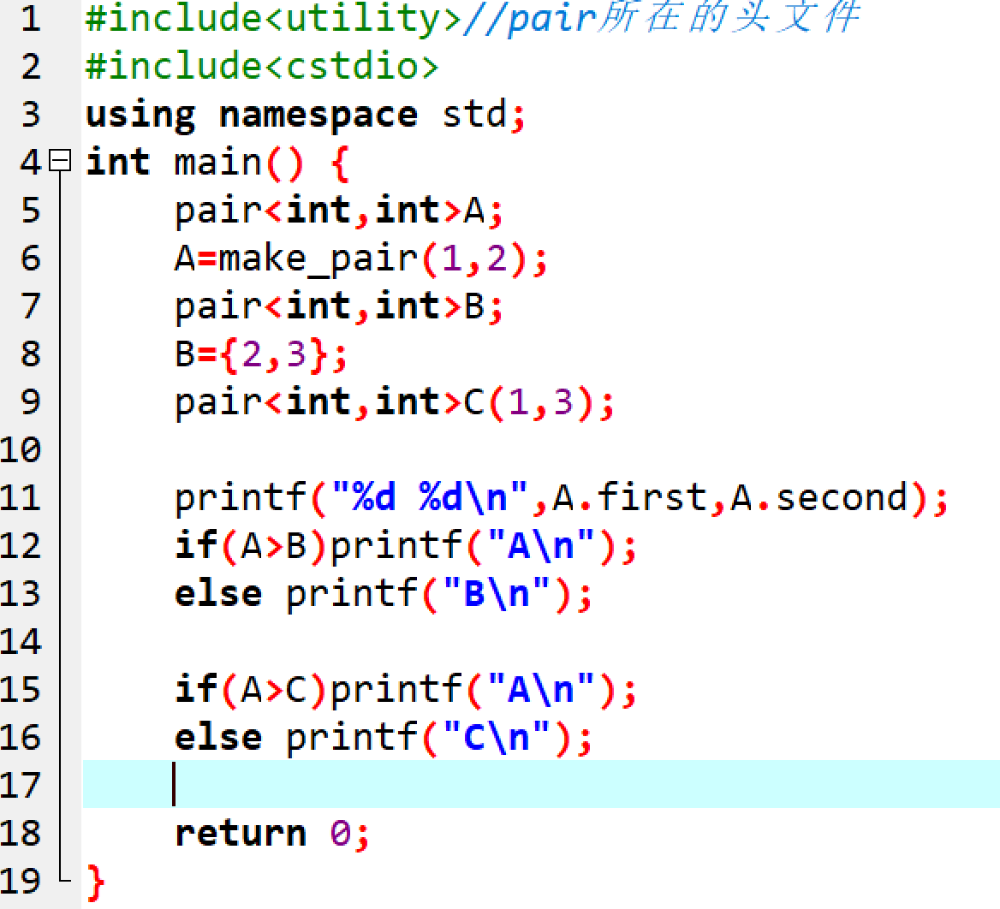 1 #include<utility>//pair所在的头文件
2 #include<cstdio>
3 using namespace std;
4 int main() {
5 pair<int,int>A;
6 A=make_pair(1,2);
7 pair<int,int>B;
8 B={2,3};
9 pair<int,int>C(1,3);
10
11 printf("%d %d\n",A.first,A.second);
12 if(A>B)printf("A\n");
13 else printf("B\n");
14
15 if(A>C)printf("A\n");
16 else printf("C\n");
17
18 return 0;
19 }